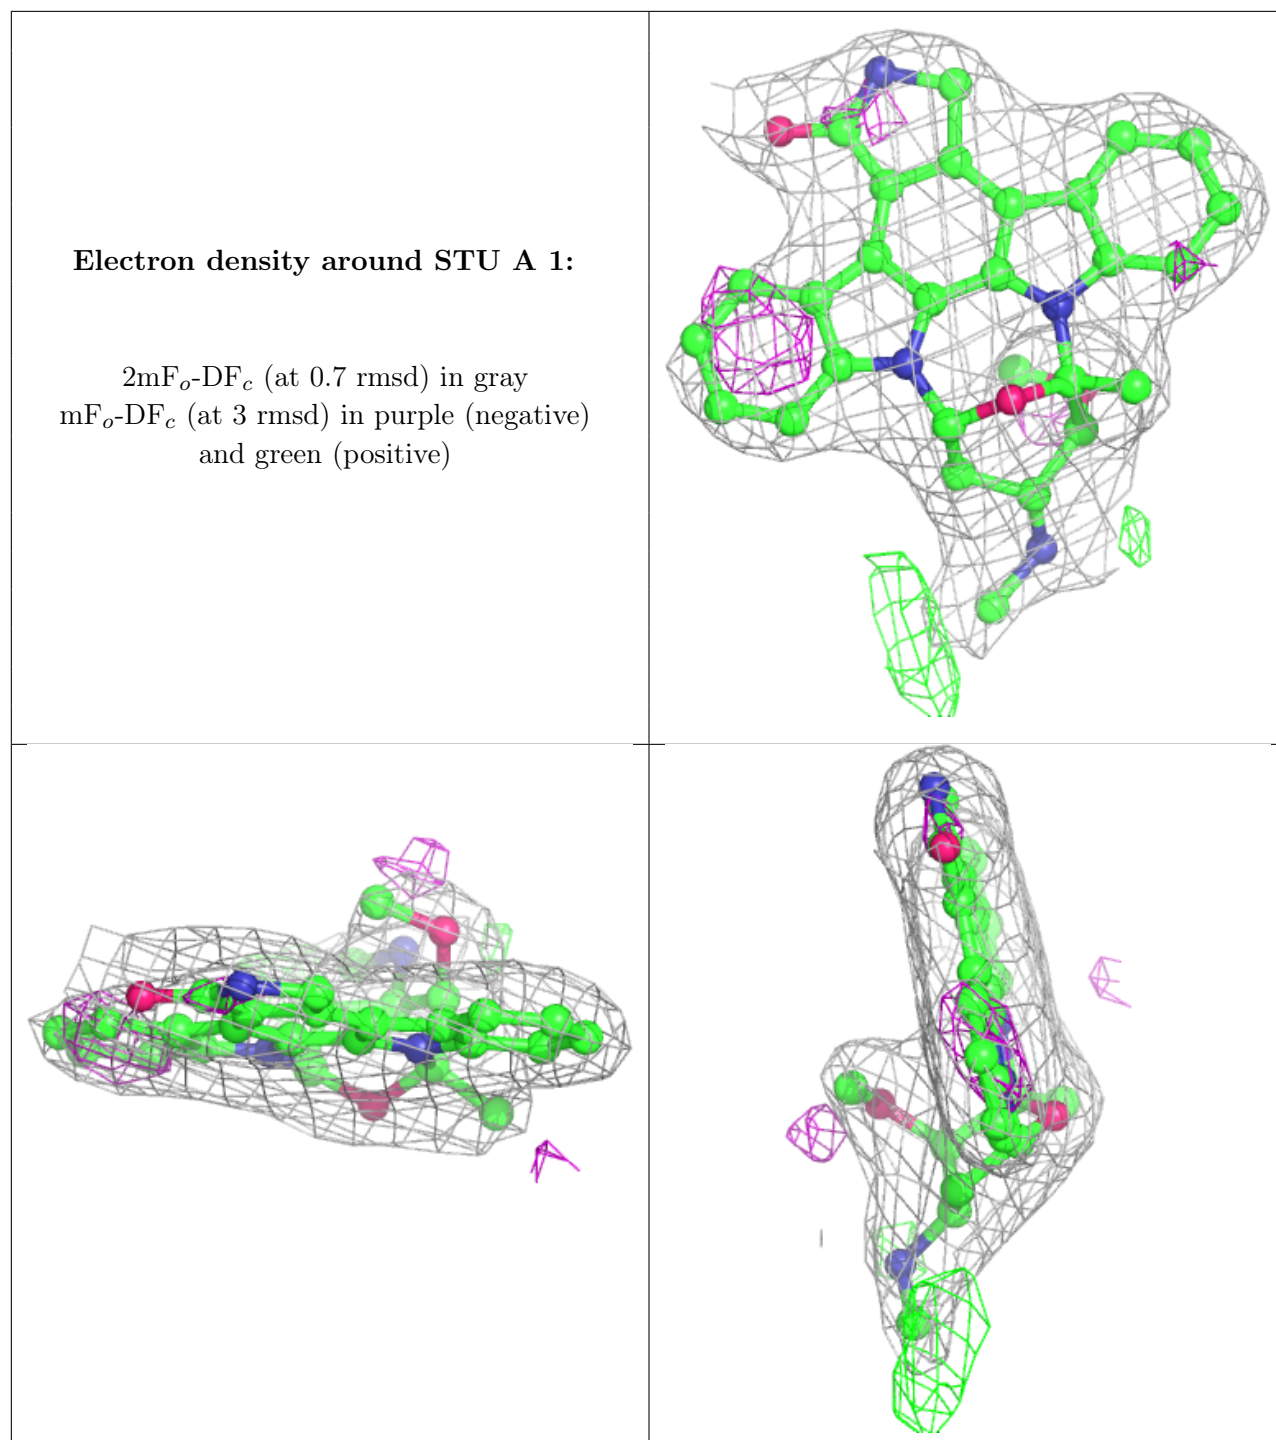 Electron density around STU A 1:
2mFₒ-DF𝒸 (at 0.7 rmsd) in gray
mFₒ-DF𝒸 (at 3 rmsd) in purple (negative)
and green (positive)